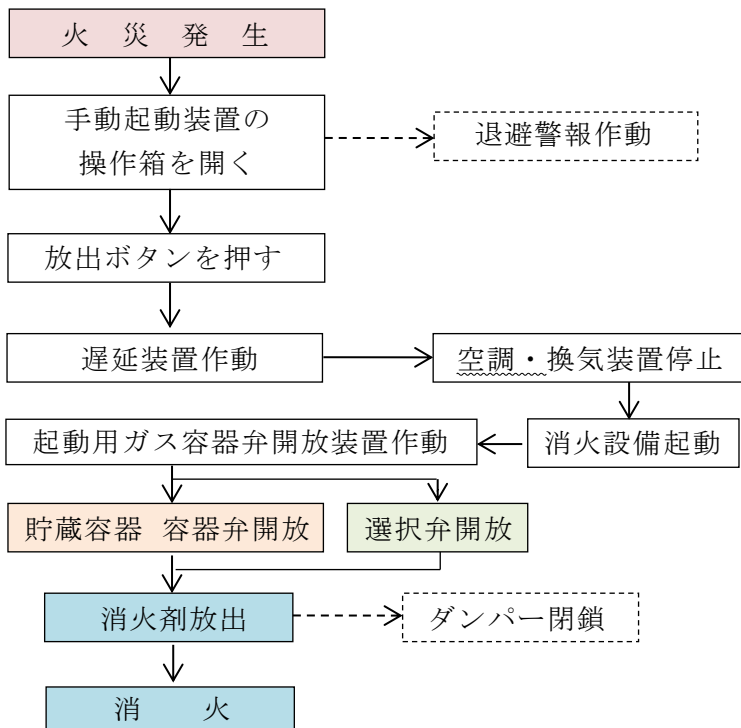 火 災 発 生
手動起動装置の
操作箱を開く
退避警報作動
放出ボタンを押す
遅延装置作動
空調・換気装置停止
起動用ガス容器弁開放装置作動
消火設備起動
貯蔵容器 容器弁開放
選択弁開放
消火剤放出
ダンパー閉鎖
消 火